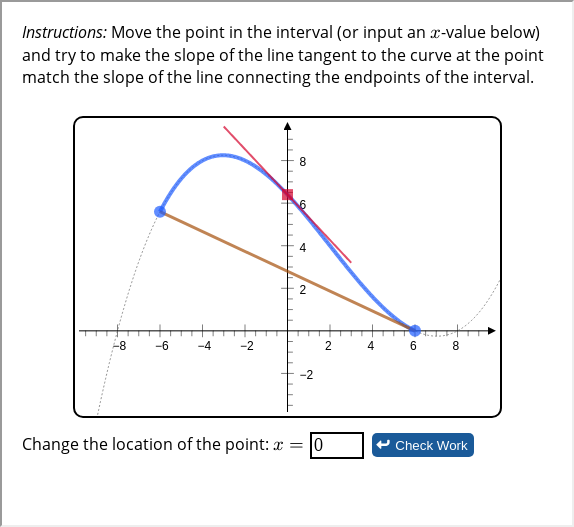 Instructions: Move the point in the interval (or input an x-value below)
and try to make the slope of the line tangent to the curve at the point
match the slope of the line connecting the endpoints of the interval.
8
6
4
2
−8 −6 −4 −2 2 4 6 8
−2
Change the location of the point: x = 0 Check Work